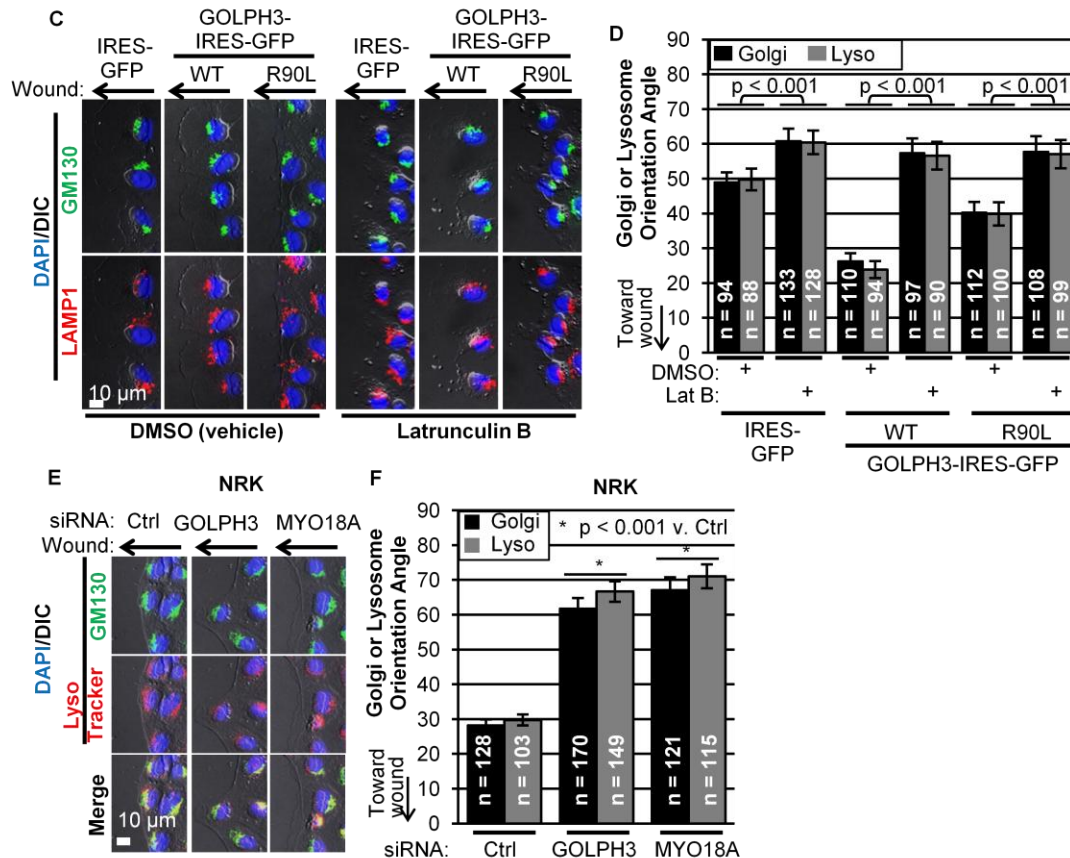 C
GOLPH3-
IRES-GFP
GOLPH3-
IRES-GFP
IRES-
GFP
WT
R90L
IRES-
GFP
WT
R90L
Wound:
DAPI/DIC
GM130
LAMP1
10 µm
DMSO (vehicle)
Latrunculin B
D
Golgi or Lysosome
Orientation Angle
Toward
wound
90
80
70
60
50
40
30
20
10
0
Golgi
Lyso
p < 0.001
p < 0.001
p < 0.001
n = 94
n = 88
n = 133
n = 128
n = 110
n = 94
n = 97
n = 90
n = 112
n = 100
n = 108
n = 99
DMSO:
+
+
+
Lat B:
+
+
+
IRES-
GFP
WT
R90L
GOLPH3-IRES-GFP
E
NRK
siRNA:
Ctrl
GOLPH3
MYO18A
Wound:
DAPI/DIC
GM130
Lyso
Tracker
Merge
10 µm
F
NRK
Golgi or Lysosome
Orientation Angle
Toward
wound
90
80
70
60
50
40
30
20
10
0
Golgi
Lyso
* p < 0.001 v. Ctrl
*
*
n = 128
n = 103
n = 170
n = 149
n = 121
n = 115
siRNA:
Ctrl
GOLPH3
MYO18A